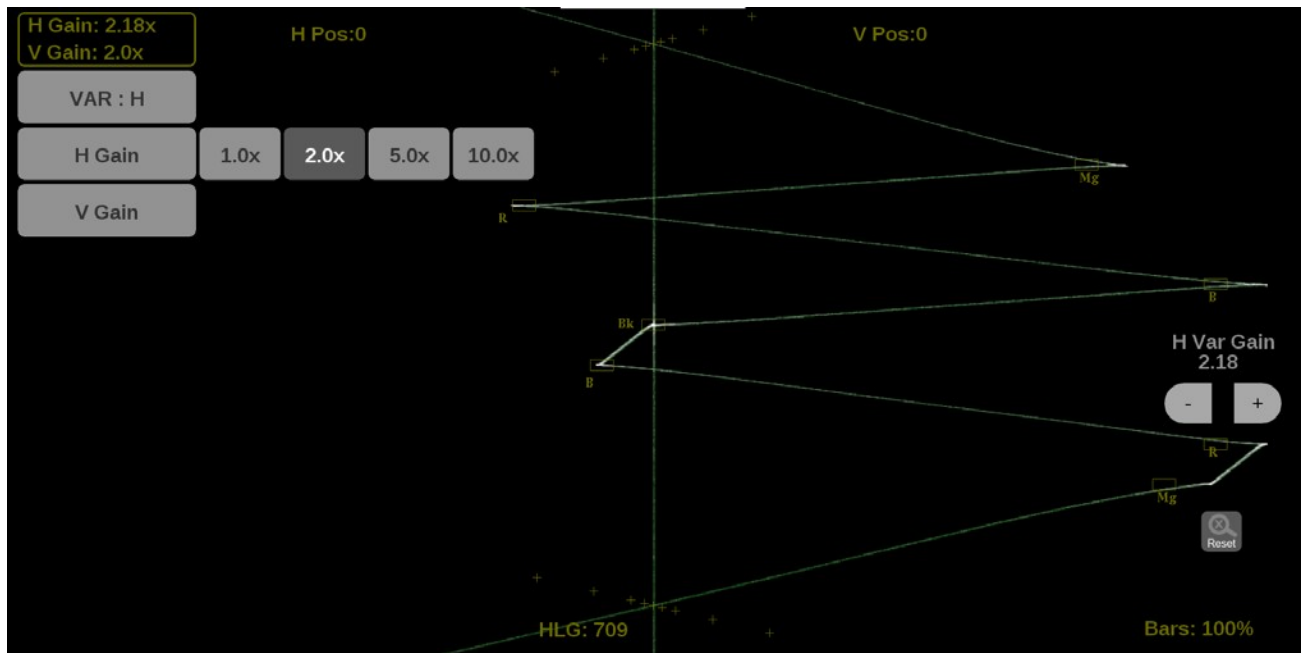 H Gain: 2.18x
V Gain: 2.0x
H Pos:0
V Pos:0
VAR : H
H Gain
1.0x
2.0x
5.0x
10.0x
Mg
V Gain
R
B
Bk
H Var Gain
2.18
B
- +
R
Mg
Reset
HLG: 709
Bars: 100%